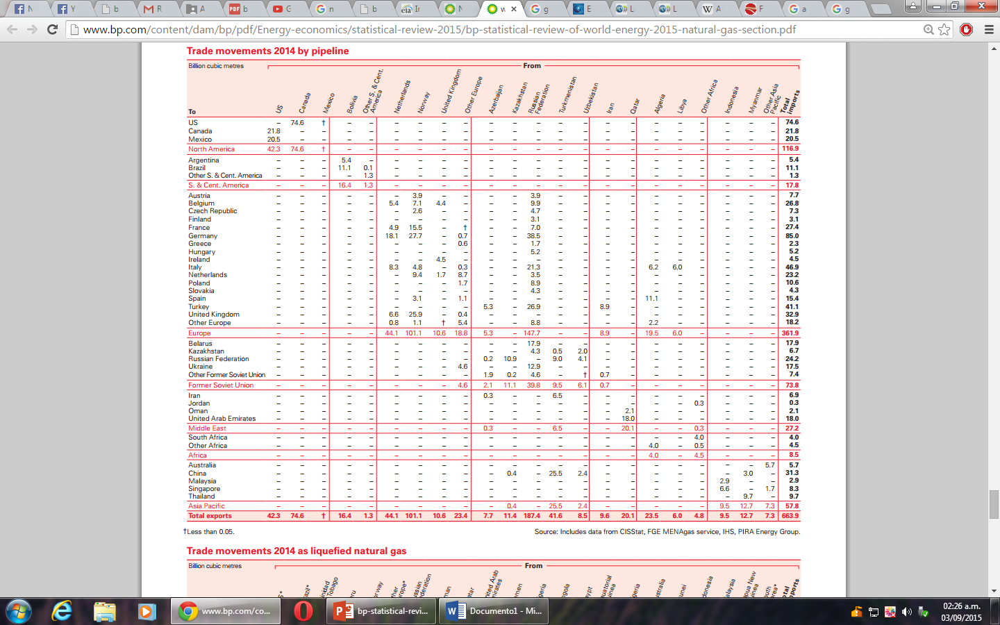 N
Y
b
R
A
b
G
n
b
Ir
N
w
g
E
L
L
A
F
a
g
www.bp.com/content/dam/bp/pdf/Energy-economics/statistical-review-2015/bp-statistical-review-of-world-energy-2015-natural-gas-section.pdf
Trade movements 2014 by pipeline
Billion cubic metres From
To US Canada Mexico Bolivia Other S. & Cent. America Netherlands Norway United Kingdom Other Europe Azerbaijan Kazakhstan Russian Federation Turkmenistan Uzbekistan Iran Qatar Algeria Libya Other Africa Indonesia Myanmar Other Asia Pacific Total imports
US – 74.6 † – – – – – – – – – – – – – – – – – – – 74.6
Canada 21.8 – – – – – – – – – – – – – – – – – – – – – 21.8
Mexico 20.5 – – – – – – – – – – – – – – – – – – – – – 20.5
North America 42.3 74.6 † – – – – – – – – – – – – – – – – – – – 116.9
Argentina – – – 5.4 – – – – – – – – – – – – – – – – – – 5.4
Brazil – – – 11.1 0.1 – – – – – – – – – – – – – – – – – 11.1
Other S. & Cent. America – – – – 1.3 – – – – – – – – – – – – – – – – – 1.3
S. & Cent. America – – – 16.4 1.3 – – – – – – – – – – – – – – – – – 17.8
Austria – – – – – – 3.9 – – – – 3.9 – – – – – – – – – – 7.7
Belgium – – – – – 5.4 7.1 4.4 – – – 9.9 – – – – – – – – – – 26.8
Czech Republic – – – – – – 2.6 – – – – 4.7 – – – – – – – – – – 7.3
Finland – – – – – – – – – – – 3.1 – – – – – – – – – – 3.1
France – – – – – 4.9 15.5 – † – – 7.0 – – – – – – – – – – 27.4
Germany – – – – – 18.1 27.7 – 0.7 – – 38.5 – – – – – – – – – – 85.0
Greece – – – – – – – – 0.6 – – 1.7 – – – – – – – – – – 2.3
Hungary – – – – – – – – – – – 5.2 – – – – – – – – – – 5.2
Ireland – – – – – – – 4.5 – – – – – – – – – – – – – – 4.5
Italy – – – – – 8.3 4.8 – 0.3 – – 21.3 – – – – 6.2 6.0 – – – – 46.9
Netherlands – – – – – – 9.4 1.7 8.7 – – 3.5 – – – – – – – – – – 23.2
Poland – – – – – – – – 1.7 – – 8.9 – – – – – – – – – – 10.6
Slovakia – – – – – – – – – – – 4.3 – – – – – – – – – – 4.3
Spain – – – – – – 3.1 – 1.1 – – – – – – – 11.1 – – – – – 15.4
Turkey – – – – – – – – – 5.3 – 26.9 – – 8.9 – – – – – – – 41.1
United Kingdom – – – – – 6.6 25.9 – 0.4 – – – – – – – – – – – – – 32.9
Other Europe – – – – – 0.8 1.1 † 5.4 – – 8.8 – – – – 2.2 – – – – – 18.2
Europe – – – – – 44.1 101.1 10.6 18.8 5.3 – 147.7 – – 8.9 – 19.5 6.0 – – – – 361.9
Belarus – – – – – – – – – – – 17.9 – – – – – – – – – – 17.9
Kazakhstan – – – – – – – – – – – 4.3 0.5 2.0 – – – – – – – – 6.7
Russian Federation – – – – – – – – – 0.2 10.9 – 9.0 4.1 – – – – – – – – 24.2
Ukraine – – – – – – – – 4.6 – – 12.9 – – – – – – – – – – 17.5
Other Former Soviet Union – – – – – – – – – 1.9 0.2 4.6 – † 0.7 – – – – – – – 7.4
Former Soviet Union – – – – – – – – 4.6 2.1 11.1 39.8 9.5 6.1 0.7 – – – – – – – 73.8
Iran – – – – – – – – – 0.3 – – 6.5 – – – – – – – – – 6.9
Jordan – – – – – – – – – – – – – – – – – – 0.3 – – – 0.3
Oman – – – – – – – – – – – – – – – 2.1 – – – – – – 2.1
United Arab Emirates – – – – – – – – – – – – – – – 18.0 – – – – – – 18.0
Middle East – – – – – – – – – 0.3 – – 6.5 – – 20.1 – – 0.3 – – – 27.2
South Africa – – – – – – – – – – – – – – – – – – 4.0 – – – 4.0
Other Africa – – – – – – – – – – – – – – – – 4.0 – 0.5 – – – 4.5
Africa – – – – – – – – – – – – – – – – 4.0 – 4.5 – – – 8.5
Australia – – – – – – – – – – – – – – – – – – – – – 5.7 5.7
China – – – – – – – – – – 0.4 – 25.5 2.4 – – – – – – 3.0 – 31.3
Malaysia – – – – – – – – – – – – – – – – – – – 2.9 – – 2.9
Singapore – – – – – – – – – – – – – – – – – – – 6.6 – 1.7 8.3
Thailand – – – – – – – – – – – – – – – – – – – – 9.7 – 9.7
Asia Pacific – – – – – – – – – – 0.4 – 25.5 2.4 – – – – – 9.5 12.7 7.3 57.8
Total exports 42.3 74.6 † 16.4 1.3 44.1 101.1 10.6 23.4 7.7 11.4 187.4 41.6 8.5 9.6 20.1 23.5 6.0 4.8 9.5 12.7 7.3 663.9
†Less than 0.05. Source: Includes data from CISStat, FGE MENAgas service, IHS, PIRA Energy Group.
Trade movements 2014 as liquefied natural gas
Billion cubic metres From
www.bp.com/co...
bp-statistical-revi...
Documento1 - Mi...
02:26 a.m.
03/09/2015